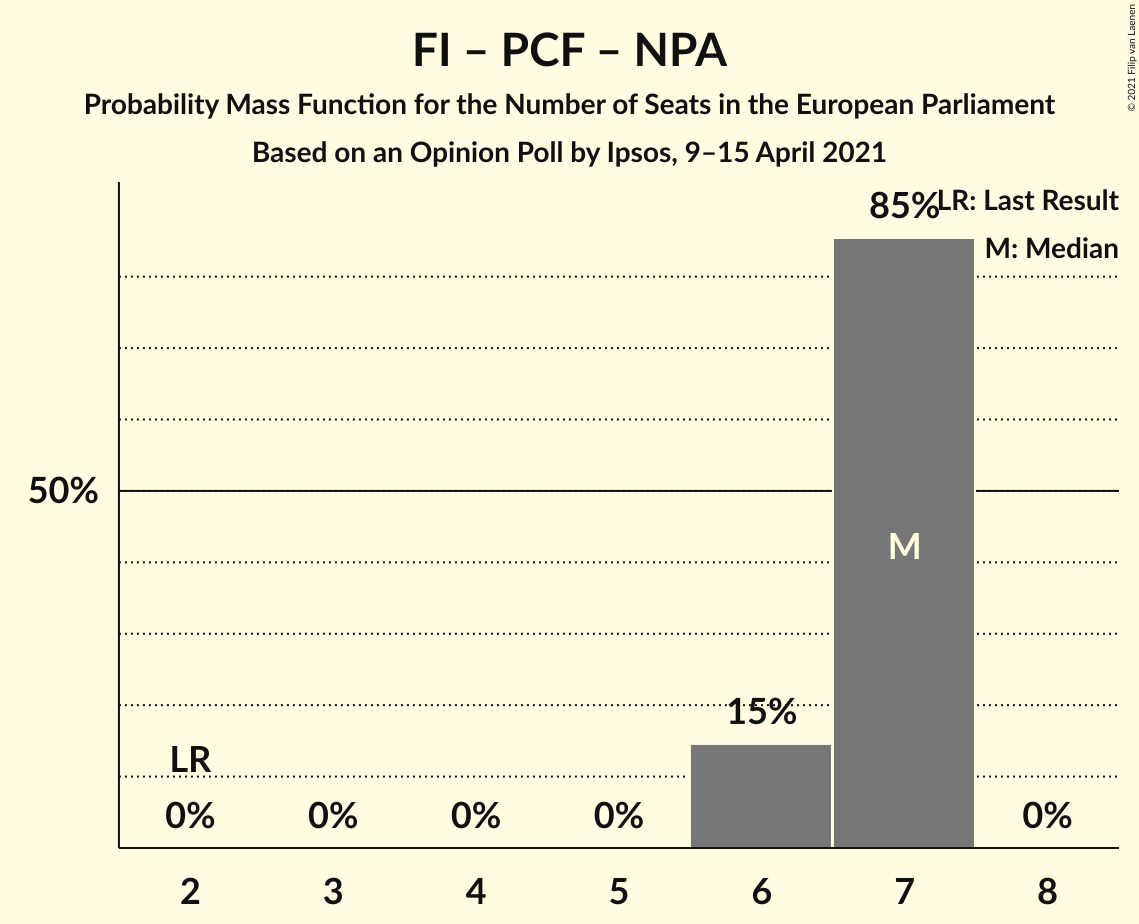 FI – PCF – NPA
Probability Mass Function for the Number of Seats in the European Parliament
Based on an Opinion Poll by Ipsos, 9–15 April 2021
© 2021 Filip van Laenen
85%
LR: Last Result
M: Median
50%
M
15%
LR
0% 0% 0% 0% 0%
2 3 4 5 6 7 8